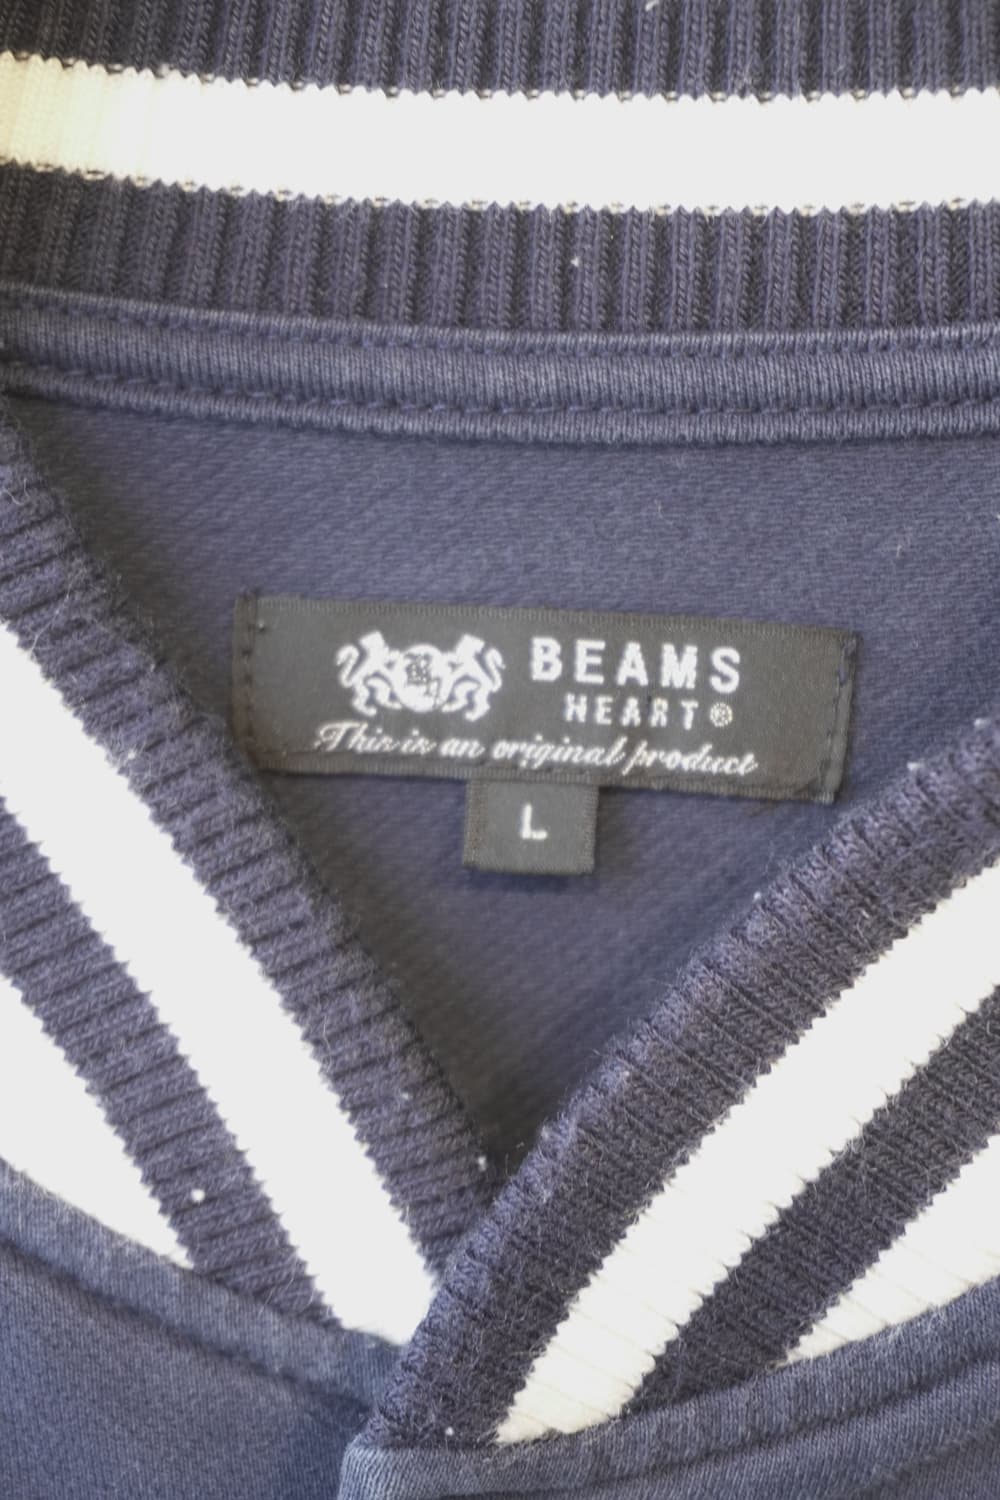 BEAMS
HEART®
This is an original product
L